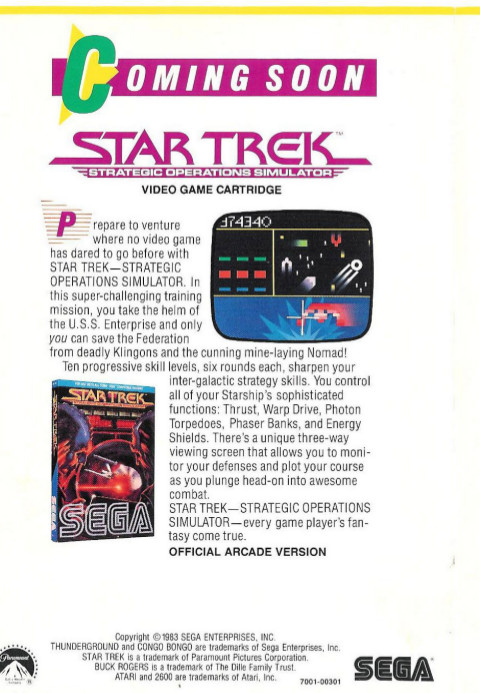 COMING SOON
STAR TREK™
STRATEGIC OPERATIONS SIMULATOR
VIDEO GAME CARTRIDGE
Prepare to venture
where no video game
has dared to go before with
STAR TREK—STRATEGIC
OPERATIONS SIMULATOR. In
this super-challenging training
mission, you take the helm of
the U.S.S. Enterprise and only
you can save the Federation
from deadly Klingons and the cunning mine-laying Nomad!
374340
Ten progressive skill levels, six rounds each, sharpen your
inter-galactic strategy skills. You control
all of your Starship's sophisticated
functions: Thrust, Warp Drive, Photon
Torpedoes, Phaser Banks, and Energy
Shields. There's a unique three-way
viewing screen that allows you to moni-
tor your defenses and plot your course
as you plunge head-on into awesome
combat.
STAR TREK—STRATEGIC OPERATIONS
SIMULATOR—every game player's fan-
tasy come true.
OFFICIAL ARCADE VERSION
STAR TREK
SEGA
SEGA
Copyright © 1983 SEGA ENTERPRISES, INC.
THUNDERGROUND and CONGO BONGO are trademarks of Sega Enterprises, Inc.
STAR TREK is a trademark of Paramount Pictures Corporation.
BUCK ROGERS is a trademark of The Dille Family Trust.
ATARI and 2600 are trademarks of Atari, Inc.
7001-00301
Paramount
SEGA®